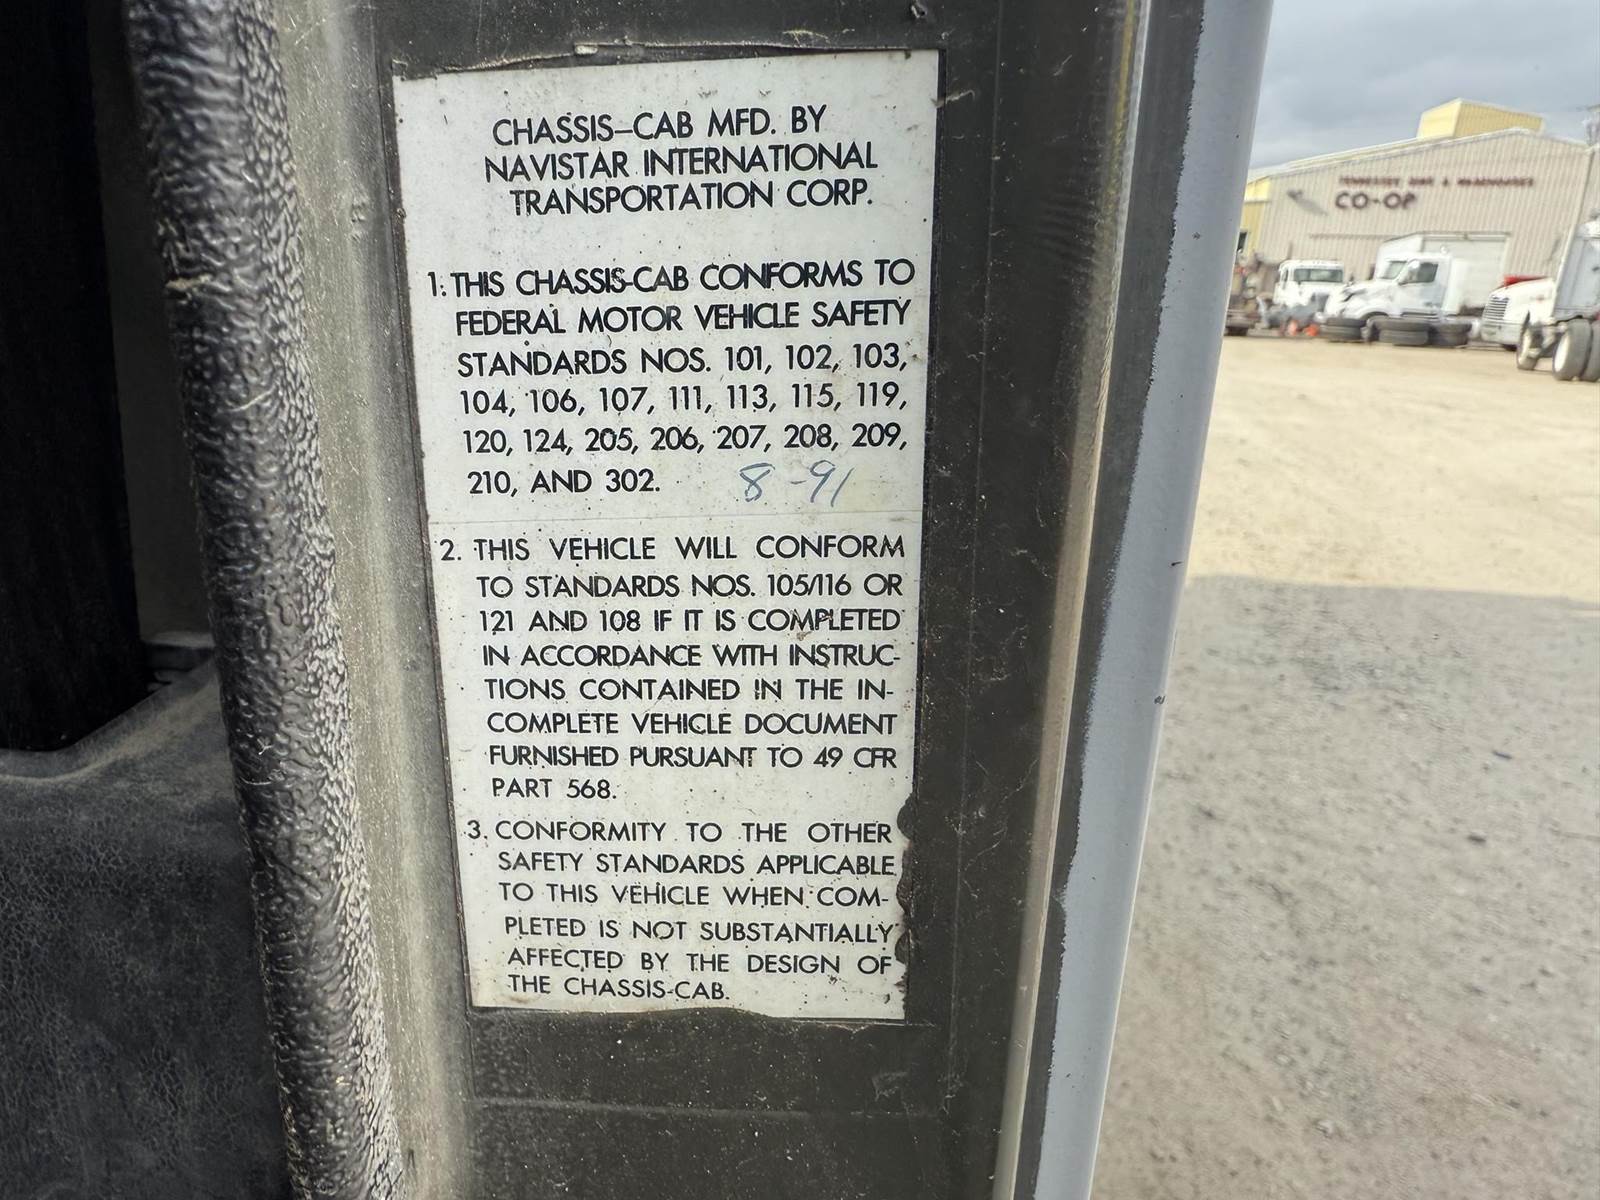 CHASSIS-CAB MFD. BY
NAVISTAR INTERNATIONAL
TRANSPORTATION CORP.
1. THIS CHASSIS-CAB CONFORMS TO
FEDERAL MOTOR VEHICLE SAFETY
STANDARDS NOS. 101, 102, 103,
104, 106, 107, 111, 113, 115, 119,
120, 124, 205, 206, 207, 208, 209,
210, AND 302. 8-91
2. THIS VEHICLE WILL CONFORM
TO STANDARDS NOS. 105/116 OR
121 AND 108 IF IT IS COMPLETED
IN ACCORDANCE WITH INSTRUC-
TIONS CONTAINED IN THE IN-
COMPLETE VEHICLE DOCUMENT
FURNISHED PURSUANT TO 49 CFR
PART 568.
3. CONFORMITY TO THE OTHER
SAFETY STANDARDS APPLICABLE
TO THIS VEHICLE WHEN COM-
PLETED IS NOT SUBSTANTIALLY
AFFECTED BY THE DESIGN OF
THE CHASSIS-CAB.
CO-OP